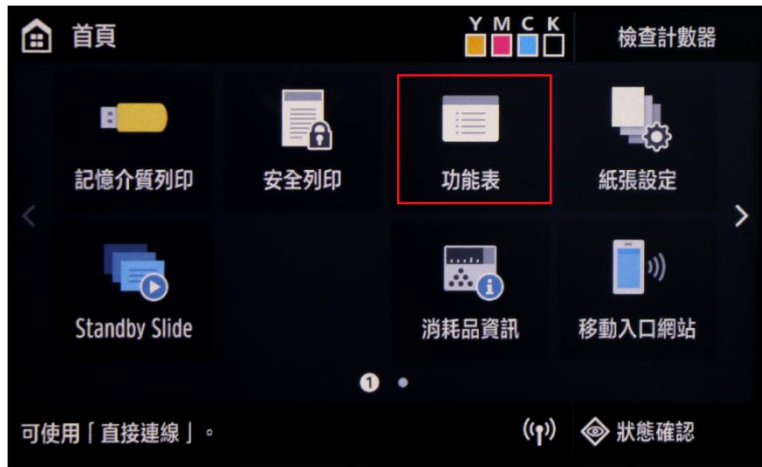 首頁
Y M C K
檢查計數器
記憶介質列印
安全列印
功能表
紙張設定
Standby Slide
消耗品資訊
移動入口網站
1
可使用「直接連線」。
狀態確認